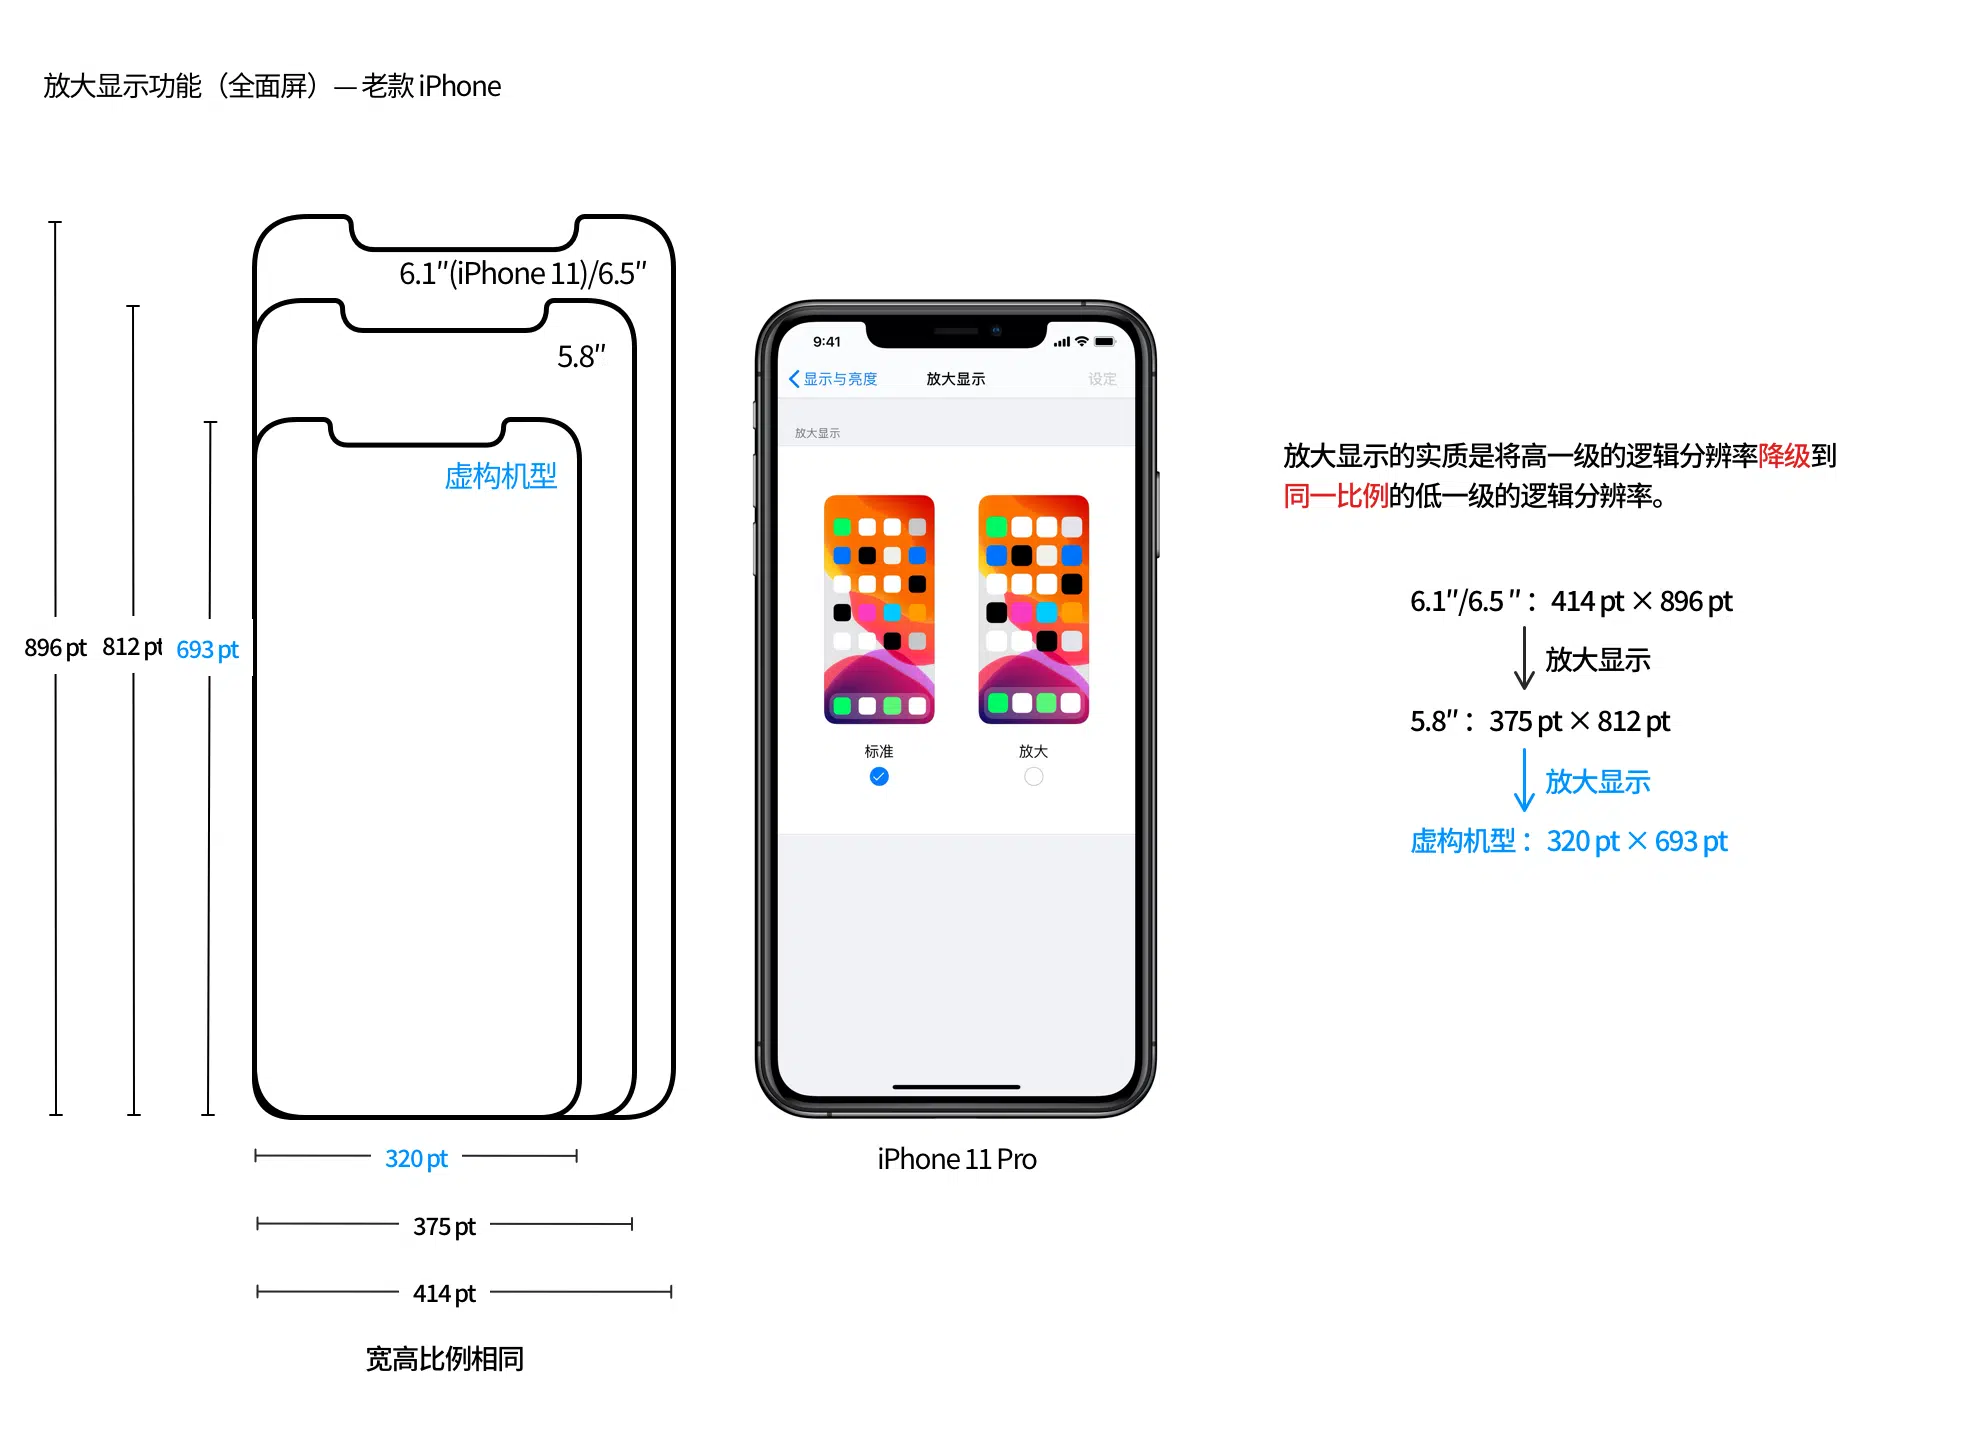 放大显示功能（全面屏）— 老款 iPhone
6.1″(iPhone 11)/6.5″
5.8″
虚构机型
896 pt
812 pt
693 pt
320 pt
375 pt
414 pt
宽高比例相同
9:41
显示与亮度
放大显示
设定
放大显示
标准
放大
iPhone 11 Pro
放大显示的实质是将高一级的逻辑分辨率降级到
同一比例的低一级的逻辑分辨率。
6.1″/6.5 ″： 414 pt × 896 pt
放大显示
5.8″： 375 pt × 812 pt
放大显示
虚构机型： 320 pt × 693 pt